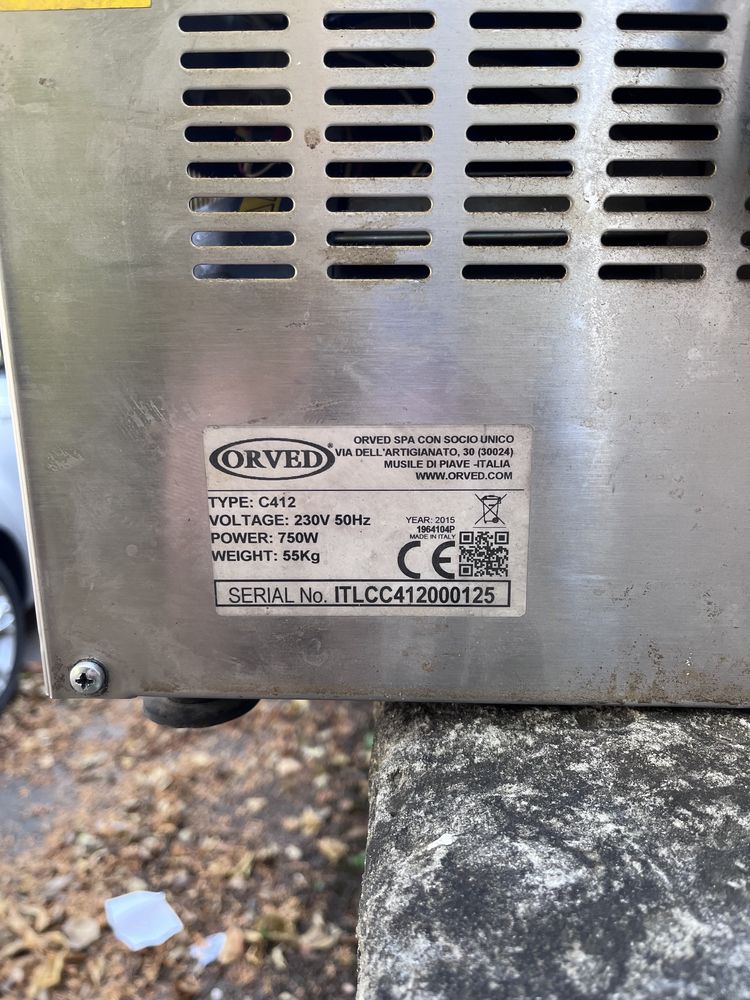 ORVED®
ORVED SPA CON SOCIO UNICO
VIA DELL'ARTIGIANATO, 30 (30024)
MUSILE DI PIAVE -ITALIA
WWW.ORVED.COM
TYPE: C412
VOLTAGE: 230V 50Hz
POWER: 750W
WEIGHT: 55Kg
YEAR: 2015
1964104P
MADE IN ITALY
CE
SERIAL No. ITLCC412000125